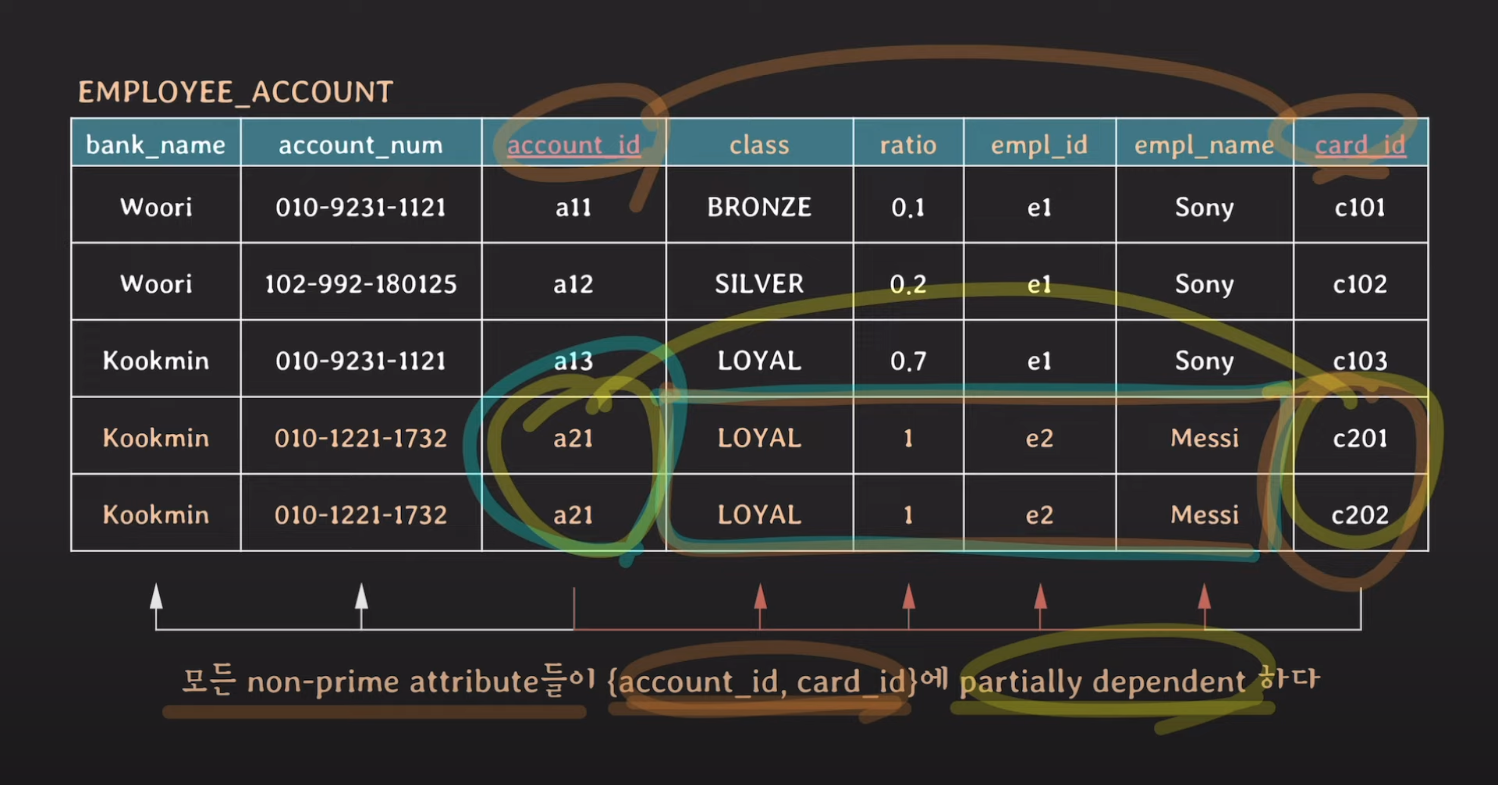 EMPLOYEE_ACCOUNT
bank_name account_num account_id class ratio empl_id empl_name card_id
Woori 010-9231-1121 a11 BRONZE 0.1 e1 Sony c101
Woori 102-992-180125 a12 SILVER 0.2 e1 Sony c102
Kookmin 010-9231-1121 a13 LOYAL 0.7 e1 Sony c103
Kookmin 010-1221-1732 a21 LOYAL 1 e2 Messi c201
Kookmin 010-1221-1732 a21 LOYAL 1 e2 Messi c202
모든 non-prime attribute들이 {account_id, card_id}에 partially dependent 하다